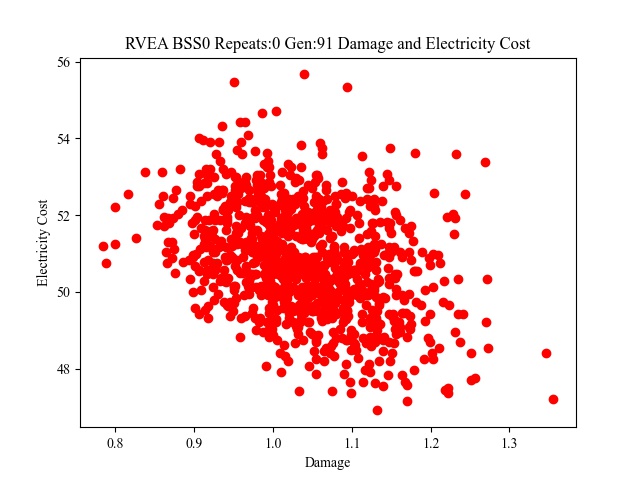 RVEA BSS0 Repeats:0 Gen:91 Damage and Electricity Cost
56
54
52
50
48
Electricity Cost
0.8 0.9 1.0 1.1 1.2 1.3
Damage